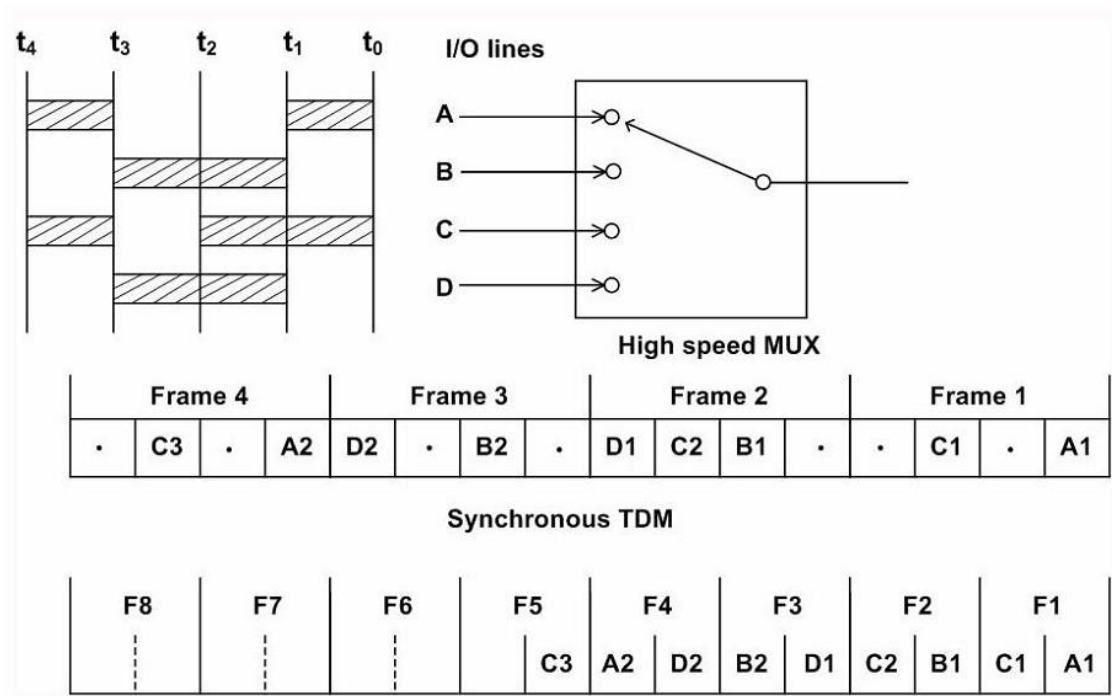 t4 t3 t2 t1 t0
I/O lines
A
B
C
D
High speed MUX
Frame 4 Frame 3 Frame 2 Frame 1
· C3 · A2 D2 · B2 · D1 C2 B1 · · C1 · A1
Synchronous TDM
F8 F7 F6 F5 F4 F3 F2 F1
C3 A2 D2 B2 D1 C2 B1 C1 A1